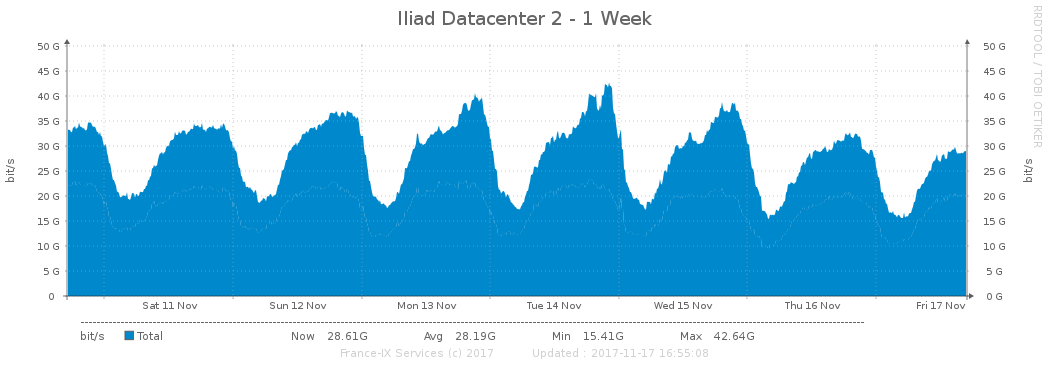 Iliad Datacenter 2 - 1 Week
RRDTOOL / TOBI OETIKER
50 G 50 G
45 G 45 G
40 G 40 G
35 G 35 G
30 G 30 G
25 G 25 G
20 G 20 G
15 G 15 G
10 G 10 G
5 G 5 G
0 0 G
bit/s bit/s
Sat 11 Nov Sun 12 Nov Mon 13 Nov Tue 14 Nov Wed 15 Nov Thu 16 Nov Fri 17 Nov
bit/s Total Now 28.61G Avg 28.19G Min 15.41G Max 42.64G
France-IX Services (c) 2017 Updated : 2017-11-17 16:55:08